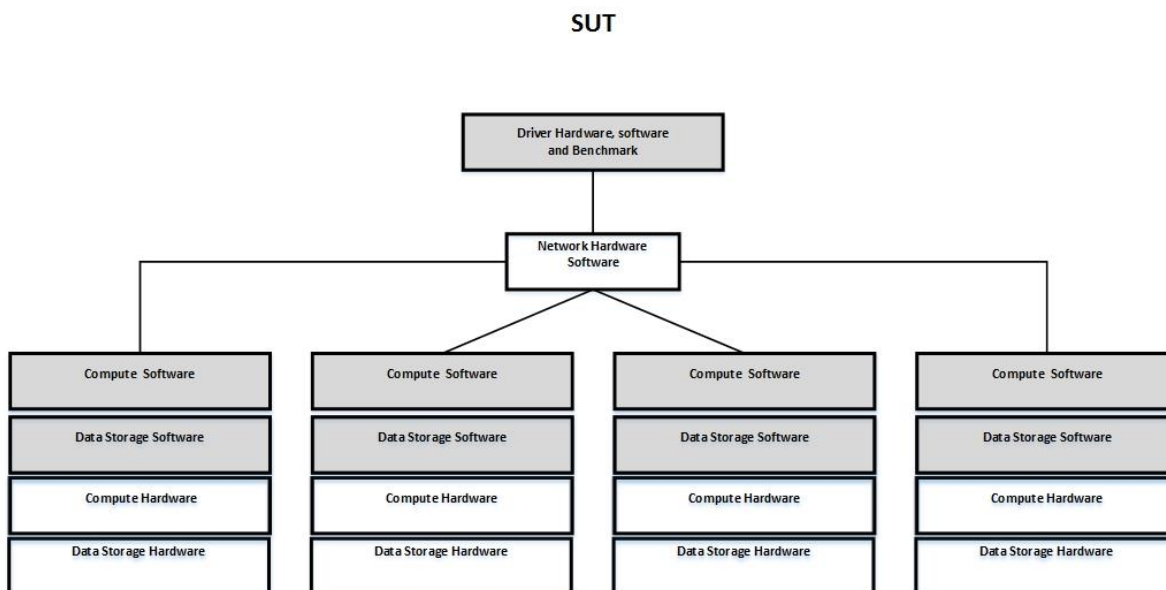 SUT
Driver Hardware, software
and Benchmark
Network Hardware
Software
Compute Software
Compute Software
Compute Software
Compute Software
Data Storage Software
Data Storage Software
Data Storage Software
Data Storage Software
Compute Hardware
Compute Hardware
Compute Hardware
Compute Hardware
Data Storage Hardware
Data Storage Hardware
Data Storage Hardware
Data Storage Hardware